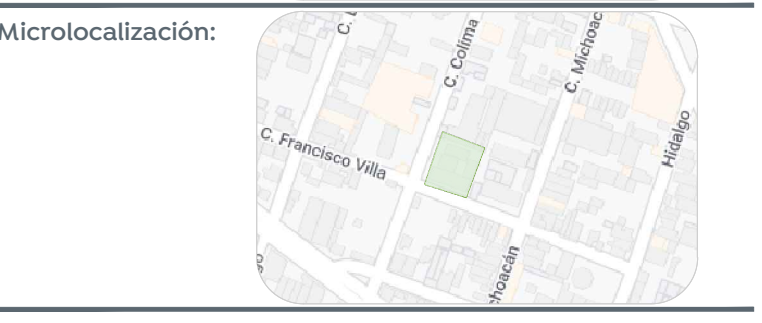 Microlocalización:
C. Colima
C. Michoac
Hidalgo
C. Francisco Villa
hoacán